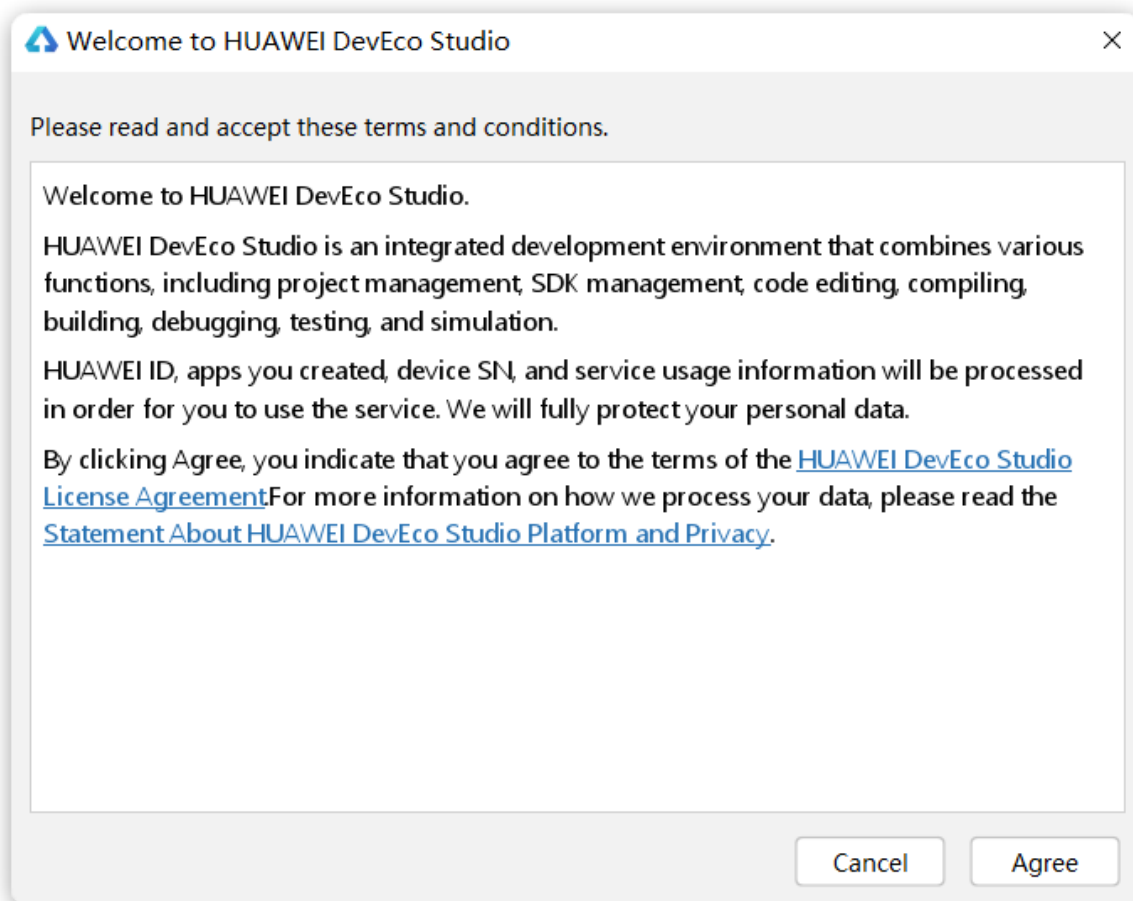 Welcome to HUAWEI DevEco Studio
Please read and accept these terms and conditions.
Welcome to HUAWEI DevEco Studio.
HUAWEI DevEco Studio is an integrated development environment that combines various
functions, including project management, SDK management, code editing, compiling,
building, debugging, testing, and simulation.
HUAWEI ID, apps you created, device SN, and service usage information will be processed
in order for you to use the service. We will fully protect your personal data.
By clicking Agree, you indicate that you agree to the terms of the HUAWEI DevEco Studio
License Agreement.For more information on how we process your data, please read the
Statement About HUAWEI DevEco Studio Platform and Privacy.
Cancel Agree